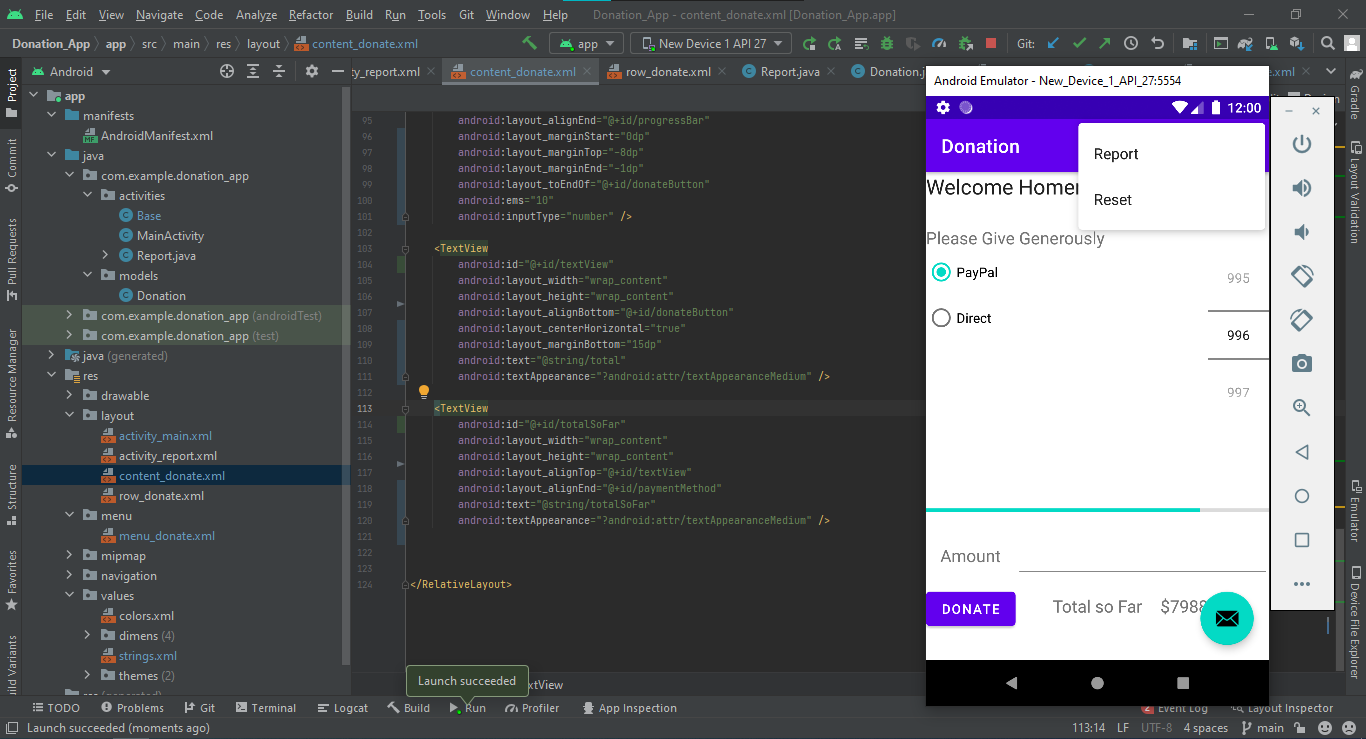 File Edit View Navigate Code Analyze Refactor Build Run Tools Git Window Help Donation_App - content_donate.xml [Donation_App.app]
Donation_App app src main res layout content_donate.xml app New Device 1 API 27 Git:
Android
ty_report.xml content_donate.xml row_donate.xml Report.java Donation.j
Project
Commit
Pull Requests
Resource Manager
Structure
Favorites
ild Variants
app
manifests
AndroidManifest.xml
java
com.example.donation_app
activities
Base
MainActivity
Report.java
models
Donation
com.example.donation_app (androidTest)
com.example.donation_app (test)
java (generated)
res
drawable
layout
activity_main.xml
activity_report.xml
content_donate.xml
row_donate.xml
menu
menu_donate.xml
mipmap
navigation
values
colors.xml
dimens (4)
strings.xml
themes (2)
95 android:layout_alignEnd="@+id/progressBar"
96 android:layout_marginStart="0dp"
97 android:layout_marginTop="-8dp"
98 android:layout_marginEnd="-1dp"
99 android:layout_toEndOf="@+id/donateButton"
100 android:ems="10"
101 android:inputType="number" />
102
103 <TextView
104 android:id="@+id/textView"
105 android:layout_width="wrap_content"
106 android:layout_height="wrap_content"
107 android:layout_alignBottom="@+id/donateButton"
108 android:layout_centerHorizontal="true"
109 android:layout_marginBottom="15dp"
110 android:text="@string/total"
111 android:textAppearance="?android:attr/textAppearanceMedium" />
112
113 <TextView
114 android:id="@+id/totalSoFar"
115 android:layout_width="wrap_content"
116 android:layout_height="wrap_content"
117 android:layout_alignTop="@+id/textView"
118 android:layout_alignEnd="@+id/paymentMethod"
119 android:text="@string/totalSoFar"
120 android:textAppearance="?android:attr/textAppearanceMedium" />
121
122
123
124 </RelativeLayout>
xtView
Launch succeeded
Android Emulator - New_Device_1_API_27:5554
12:00
Donation
Report
Reset
Welcome Homer
Please Give Generously
PayPal
Direct
995
996
997
Amount
DONATE Total so Far $7988
Gradle
Layout Validation
Emulator
Device File Explorer
TODO Problems Git Terminal Logcat Build Run Profiler App Inspection 2 Event Log Layout Inspector
Launch succeeded (moments ago) 113:14 LF UTF-8 4 spaces main